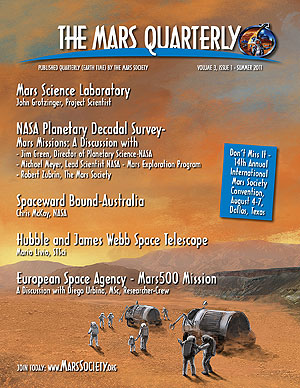 THE MARS QUARTERLY
PUBLISHED QUARTERLY (EARTH TIME) BY THE MARS SOCIETY
VOLUME 3, ISSUE 1 - SUMMER 2011
Mars Science Laboratory
John Grotzinger, Project Scientist
NASA Planetary Decadal Survey-
Mars Missions: A Discussion with
- Jim Green, Director of Planetary Science-NASA
- Michael Meyer, Lead Scientist NASA - Mars Exploration Program
- Robert Zubrin, The Mars Society
Don't Miss It -
14th Annual
International
Mars Society
Convention,
August 4-7,
Dallas, Texas
Spaceward Bound-Australia
Chris McKay, NASA
Hubble and James Webb Space Telescope
Mario Livio, STSci
European Space Agency - Mars500 Mission
A Discussion with Diego Urbina, MSc, Researcher-Crew
JOIN TODAY: WWW.MARSSOCIETY.ORG